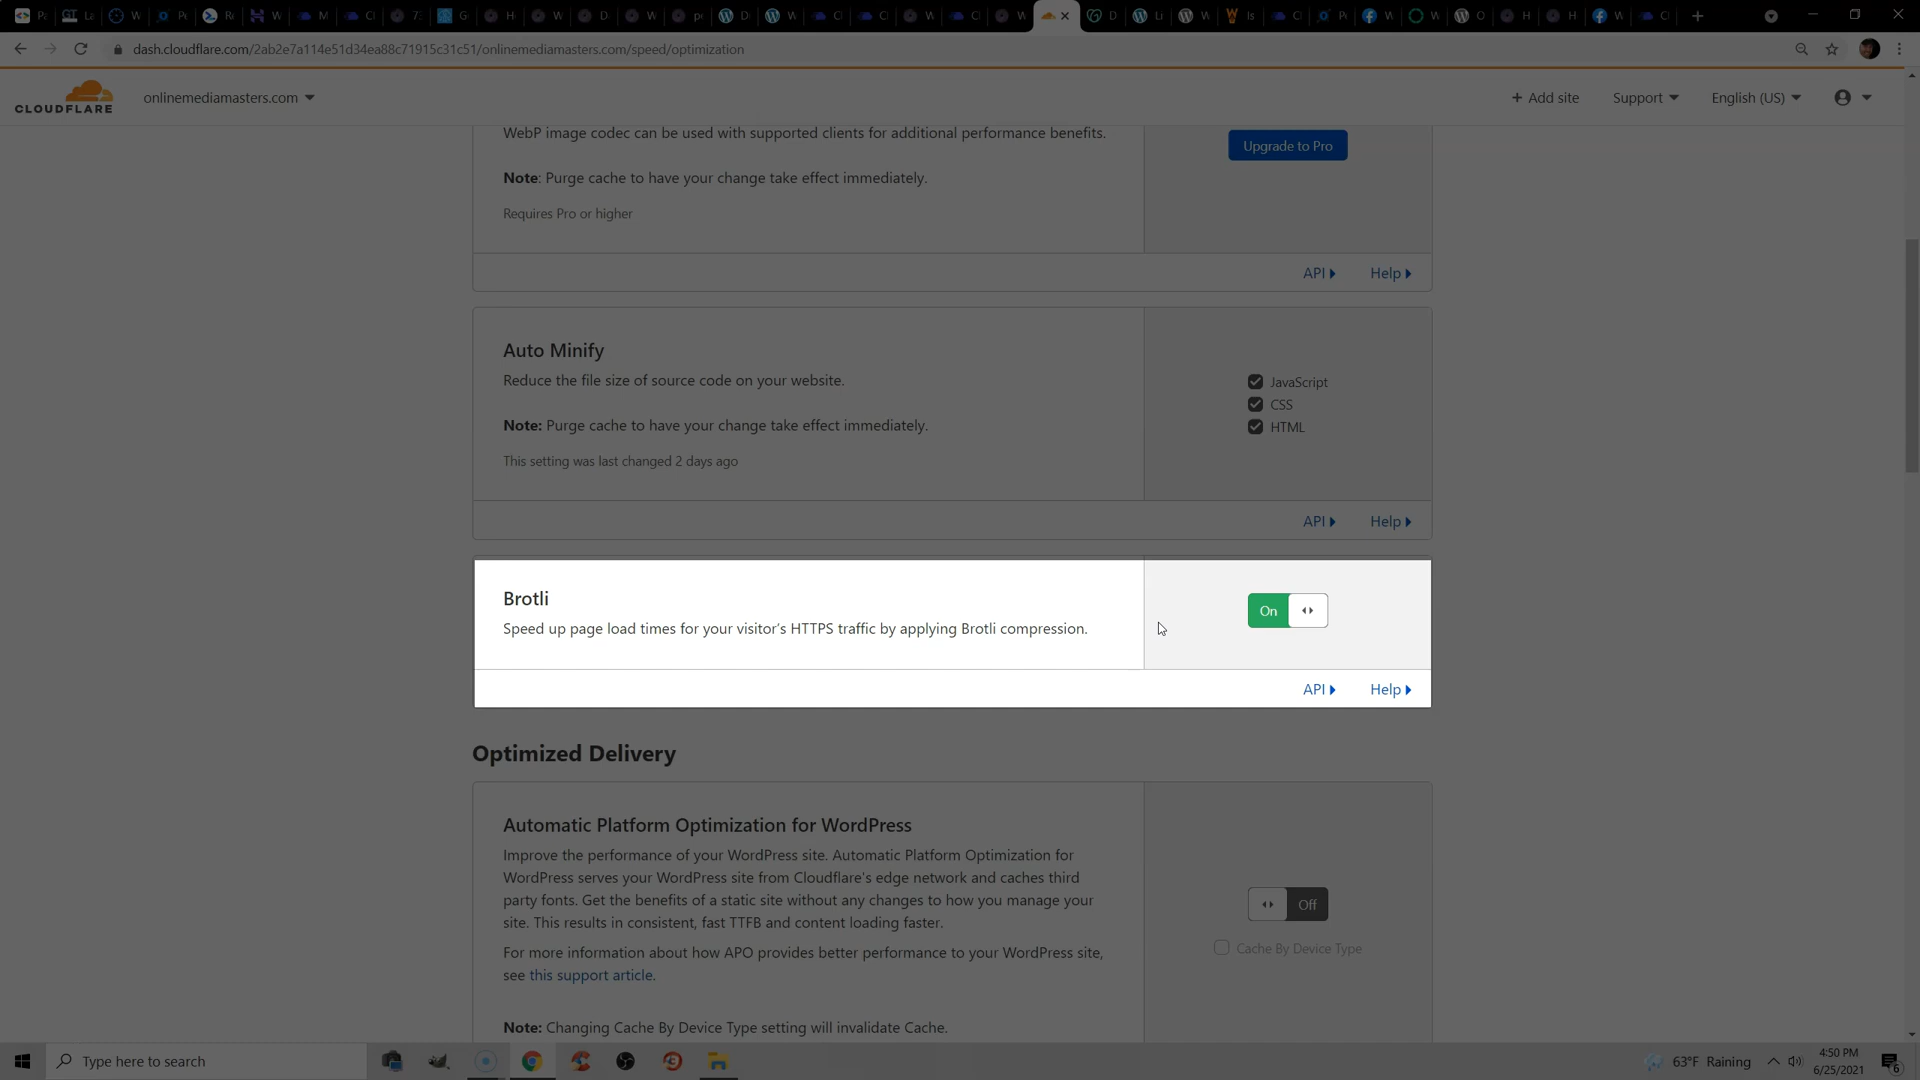 dash.cloudflare.com/2ab2e7a114e51d34ea88c71915c31c51/onlinemediamasters.com/speed/optimization
CLOUDFLARE
onlinemediamasters.com
+ Add site
Support
English (US)
WebP image codec can be used with supported clients for additional performance benefits.
Upgrade to Pro
Note: Purge cache to have your change take effect immediately.
Requires Pro or higher
API
Help
Auto Minify
Reduce the file size of source code on your website.
JavaScript
CSS
HTML
Note: Purge cache to have your change take effect immediately.
This setting was last changed 2 days ago
API
Help
Brotli
Speed up page load times for your visitor's HTTPS traffic by applying Brotli compression.
On
API
Help
Optimized Delivery
Automatic Platform Optimization for WordPress
Improve the performance of your WordPress site. Automatic Platform Optimization for
WordPress serves your WordPress site from Cloudflare's edge network and caches third
party fonts. Get the benefits of a static site without any changes to how you manage your
site. This results in consistent, fast TTFB and content loading faster.
Off
Cache By Device Type
For more information about how APO provides better performance to your WordPress site,
see this support article.
Note: Changing Cache By Device Type setting will invalidate Cache.
Type here to search
63°F Raining
4:50 PM
6/25/2021
6